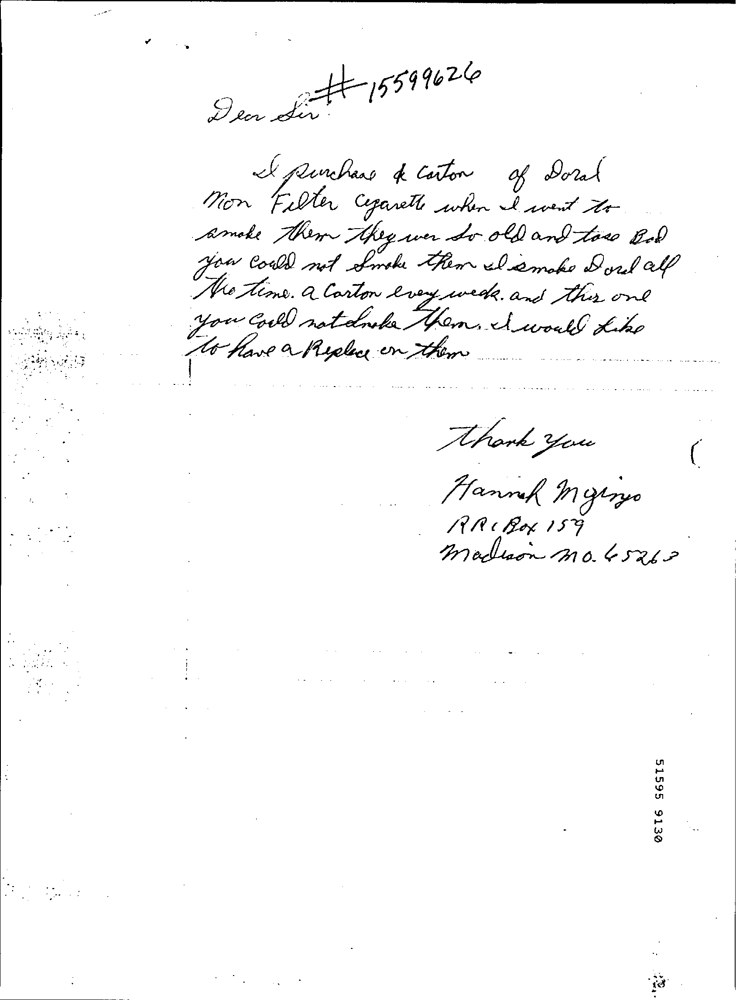 # 15599626
Dear Sir:
I purchase a Carton of Doral
Non Filter Cigarette when I went to
smoke them they wer so old and tase Bad
you could not Smoke them I smoke Doral all
the time. a Carton every week. and this one
you could not smoke them. I would like
to have a Replace on them
Thank you
Hannah
RR 1 Box 159
Madison MO. 65263
51595 9130